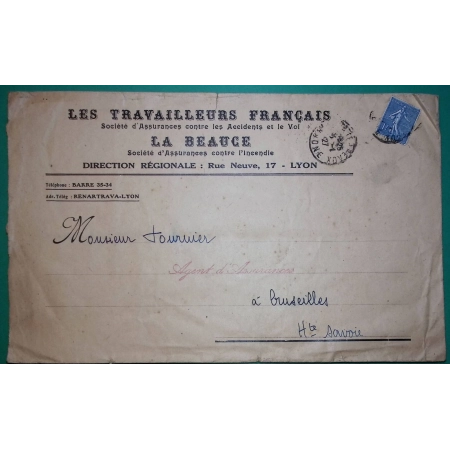 LES TRAVAILLEURS FRANÇAIS
Société d'Assurances contre les Accidents et le Vol
LA BEAUCE
Société d'Assurances contre l'Incendie
DIRECTION RÉGIONALE : Rue Neuve, 17 - LYON
Téléphone : BARRE 35-34
Adr. Télég. : RENARTRAVA-LYON
Monsieur Tournier
Agent d'Assurances
à Cruseilles
Hte Savoie